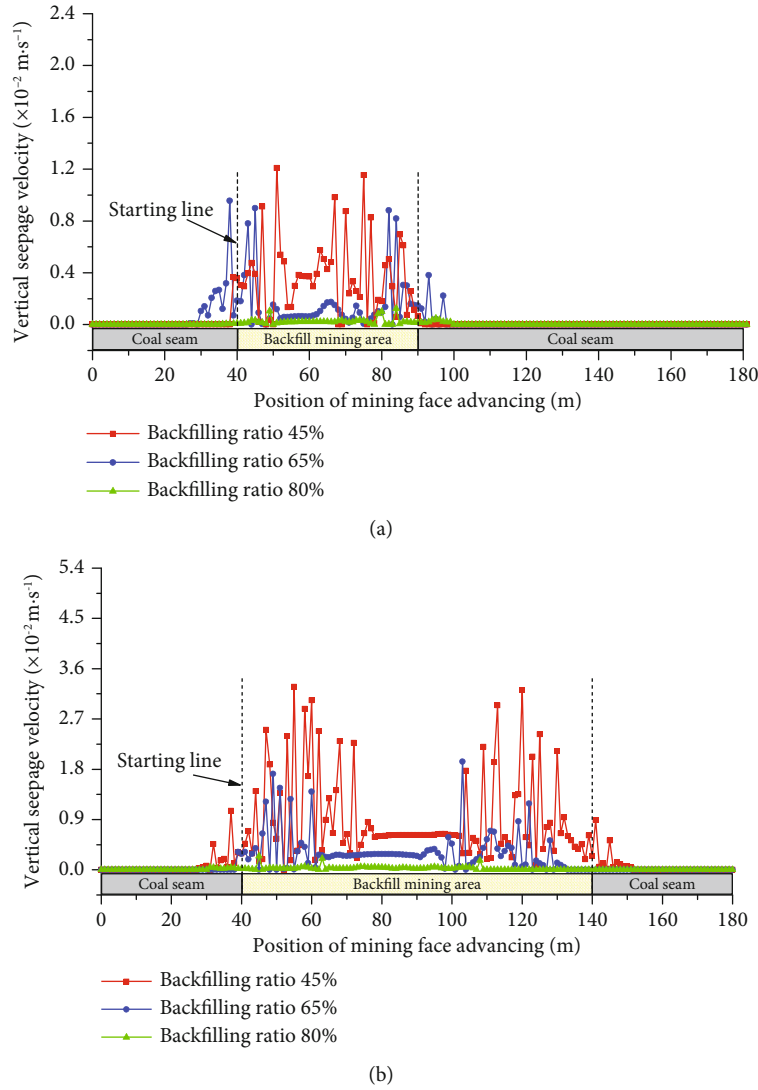 2.4
2.0
1.6
1.2
0.8
0.4
0.0
Vertical seepage velocity (×10⁻² m·s⁻¹)
Starting line
Coal seam Backfill mining area Coal seam
0 20 40 60 80 100 120 140 160 180
Position of mining face advancing (m)
Backfilling ratio 45%
Backfilling ratio 65%
Backfilling ratio 80%
(a)
5.4
4.5
3.6
2.7
1.8
0.9
0.0
Vertical seepage velocity (×10⁻² m·s⁻¹)
Starting line
Coal seam Backfill mining area Coal seam
0 20 40 60 80 100 120 140 160 180
Position of mining face advancing (m)
Backfilling ratio 45%
Backfilling ratio 65%
Backfilling ratio 80%
(b)